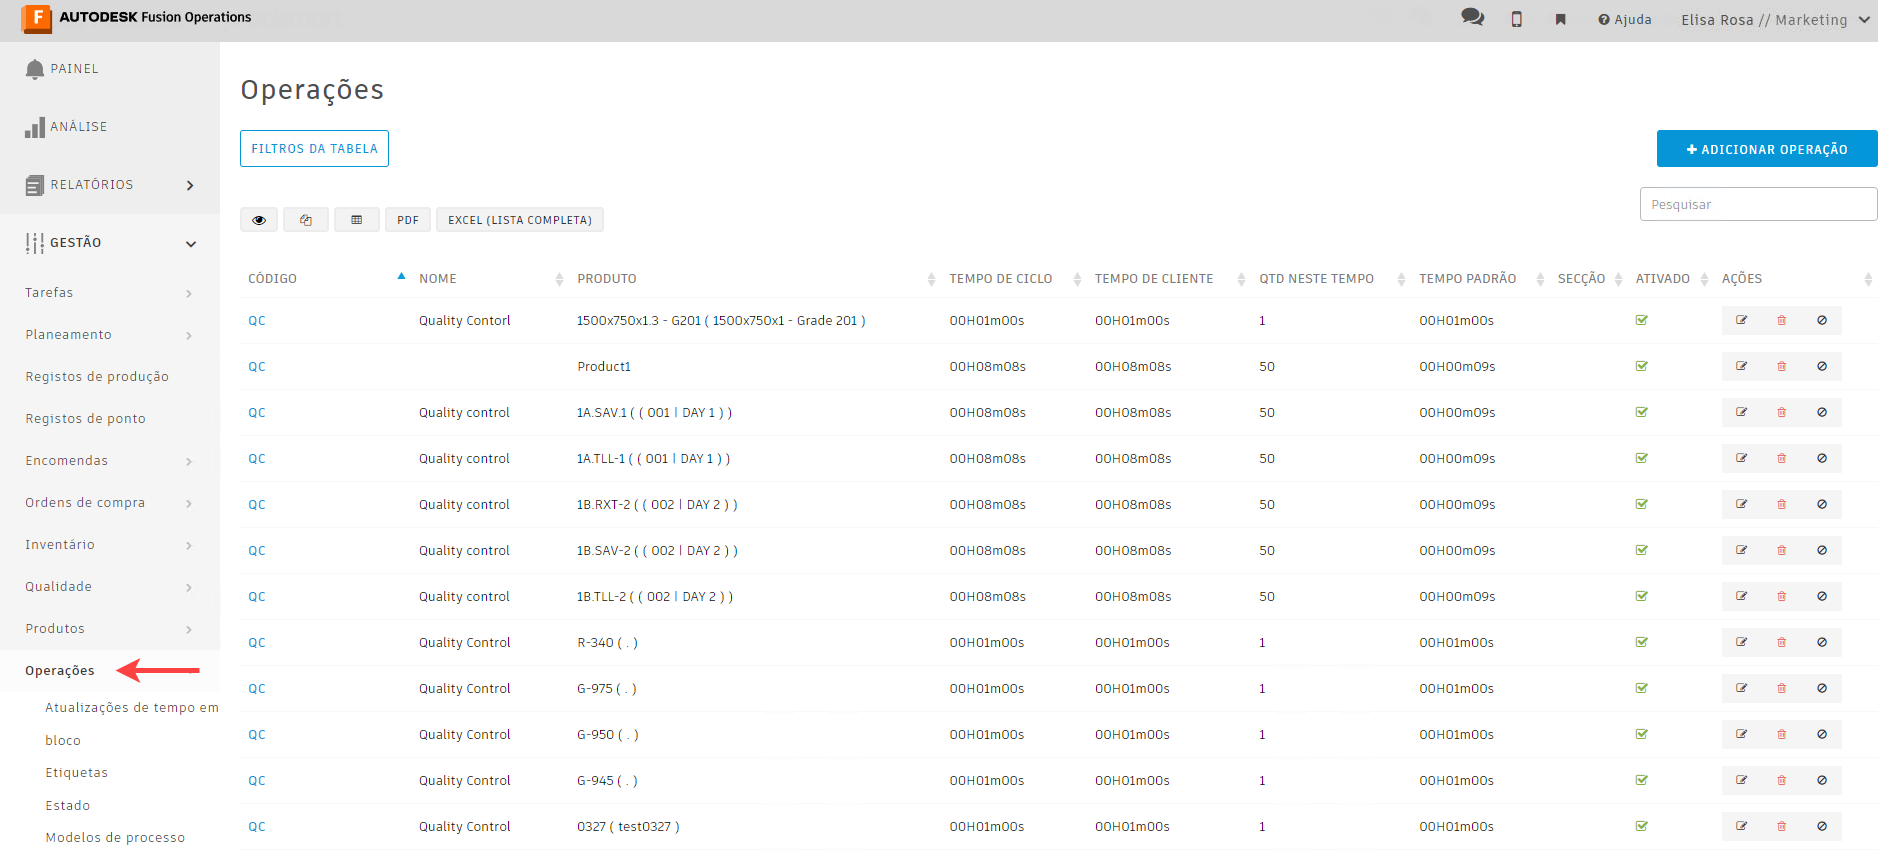 F AUTODESK Fusion Operations
Ajuda
Elisa Rosa // Marketing
PAINEL
ANÁLISE
RELATÓRIOS
GESTÃO
Tarefas
Planeamento
Registos de produção
Registos de ponto
Encomendas
Ordens de compra
Inventário
Qualidade
Produtos
Operações
Atualizações de tempo em
bloco
Etiquetas
Estado
Modelos de processo
Operações
FILTROS DA TABELA
ADICIONAR OPERAÇÃO
Pesquisar
PDF
EXCEL (LISTA COMPLETA)
CÓDIGO NOME PRODUTO TEMPO DE CICLO TEMPO DE CLIENTE QTD NESTE TEMPO TEMPO PADRÃO SECÇÃO ATIVADO AÇÕES
QC Quality Contorl 1500x750x1.3 - G201 ( 1500x750x1 - Grade 201 ) 00H01m00s 00H01m00s 1 00H01m00s
QC Product1 00H08m08s 00H08m08s 50 00H00m09s
QC Quality control 1A.SAV.1 ( ( 001 | DAY 1 ) ) 00H08m08s 00H08m08s 50 00H00m09s
QC Quality control 1A.TLL-1 ( ( 001 | DAY 1 ) ) 00H08m08s 00H08m08s 50 00H00m09s
QC Quality control 1B.RXT-2 ( ( 002 | DAY 2 ) ) 00H08m08s 00H08m08s 50 00H00m09s
QC Quality control 1B.SAV-2 ( ( 002 | DAY 2 ) ) 00H08m08s 00H08m08s 50 00H00m09s
QC Quality control 1B.TLL-2 ( ( 002 | DAY 2 ) ) 00H08m08s 00H08m08s 50 00H00m09s
QC Quality Control R-340 ( . ) 00H01m00s 00H01m00s 1 00H01m00s
QC Quality Control G-975 ( . ) 00H01m00s 00H01m00s 1 00H01m00s
QC Quality Control G-950 ( . ) 00H01m00s 00H01m00s 1 00H01m00s
QC Quality Control G-945 ( . ) 00H01m00s 00H01m00s 1 00H01m00s
QC Quality Control 0327 ( test0327 ) 00H01m00s 00H01m00s 1 00H01m00s